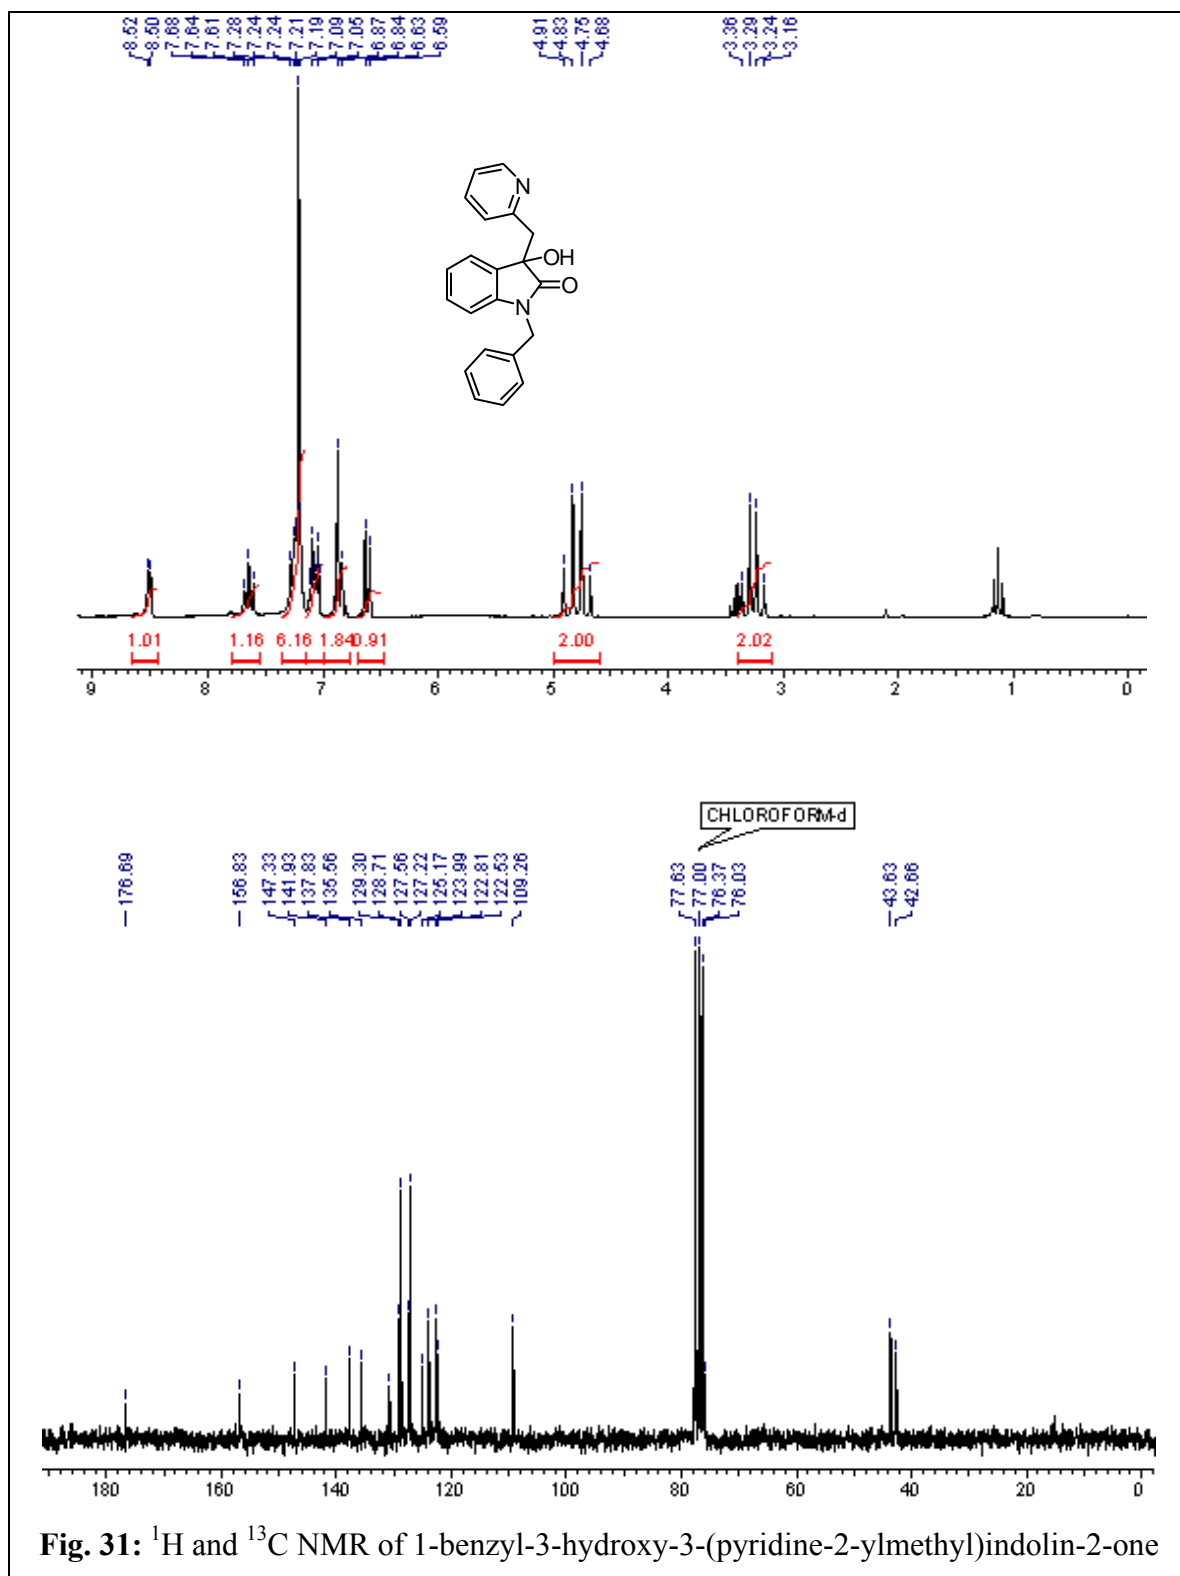 8.52 8.50 7.68 7.64 7.61 7.28 7.24 7.24 7.21 7.19 7.09 7.05 6.87 6.84 6.63 6.59 4.91 4.83 4.75 4.68 3.36 3.29 3.24 3.16
N
OH
O
N
1.01 1.16 6.16 1.84 0.91 2.00 2.02
9 8 7 6 5 4 3 2 1 0
CHLOROFORM-d
176.69 156.83 147.33 141.93 137.83 135.56 129.30 128.71 127.56 127.22 125.17 123.99 122.81 122.53 109.26 77.63 77.00 76.37 76.03 43.63 42.66
180 160 140 120 100 80 60 40 20 0
Fig. 31: ¹H and ¹³C NMR of 1-benzyl-3-hydroxy-3-(pyridine-2-ylmethyl)indolin-2-one